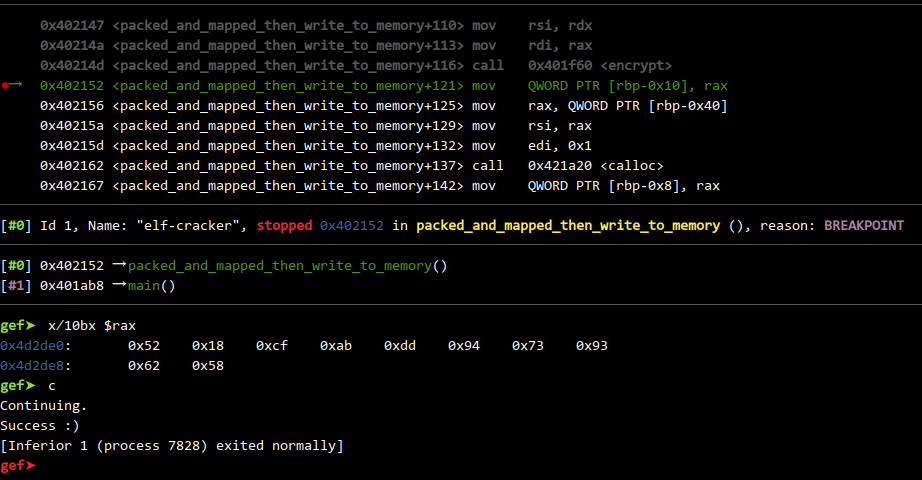 0x402147 <packed_and_mapped_then_write_to_memory+110> mov    rsi, rdx
0x40214a <packed_and_mapped_then_write_to_memory+113> mov    rdi, rax
0x40214d <packed_and_mapped_then_write_to_memory+116> call   0x401f60 <encrypt>
●→ 0x402152 <packed_and_mapped_then_write_to_memory+121> mov    QWORD PTR [rbp-0x10], rax
0x402156 <packed_and_mapped_then_write_to_memory+125> mov    rax, QWORD PTR [rbp-0x40]
0x40215a <packed_and_mapped_then_write_to_memory+129> mov    rsi, rax
0x40215d <packed_and_mapped_then_write_to_memory+132> mov    edi, 0x1
0x402162 <packed_and_mapped_then_write_to_memory+137> call   0x421a20 <calloc>
0x402167 <packed_and_mapped_then_write_to_memory+142> mov    QWORD PTR [rbp-0x8], rax
[#0] Id 1, Name: "elf-cracker", stopped 0x402152 in packed_and_mapped_then_write_to_memory (), reason: BREAKPOINT
[#0] 0x402152 → packed_and_mapped_then_write_to_memory()
[#1] 0x401ab8 → main()
gef➤  x/10bx $rax
0x4d2de0:       0x52    0x18    0xcf    0xab    0xdd    0x94    0x73    0x93
0x4d2de8:       0x62    0x58
gef➤  c
Continuing.
Success :)
[Inferior 1 (process 7828) exited normally]
gef➤